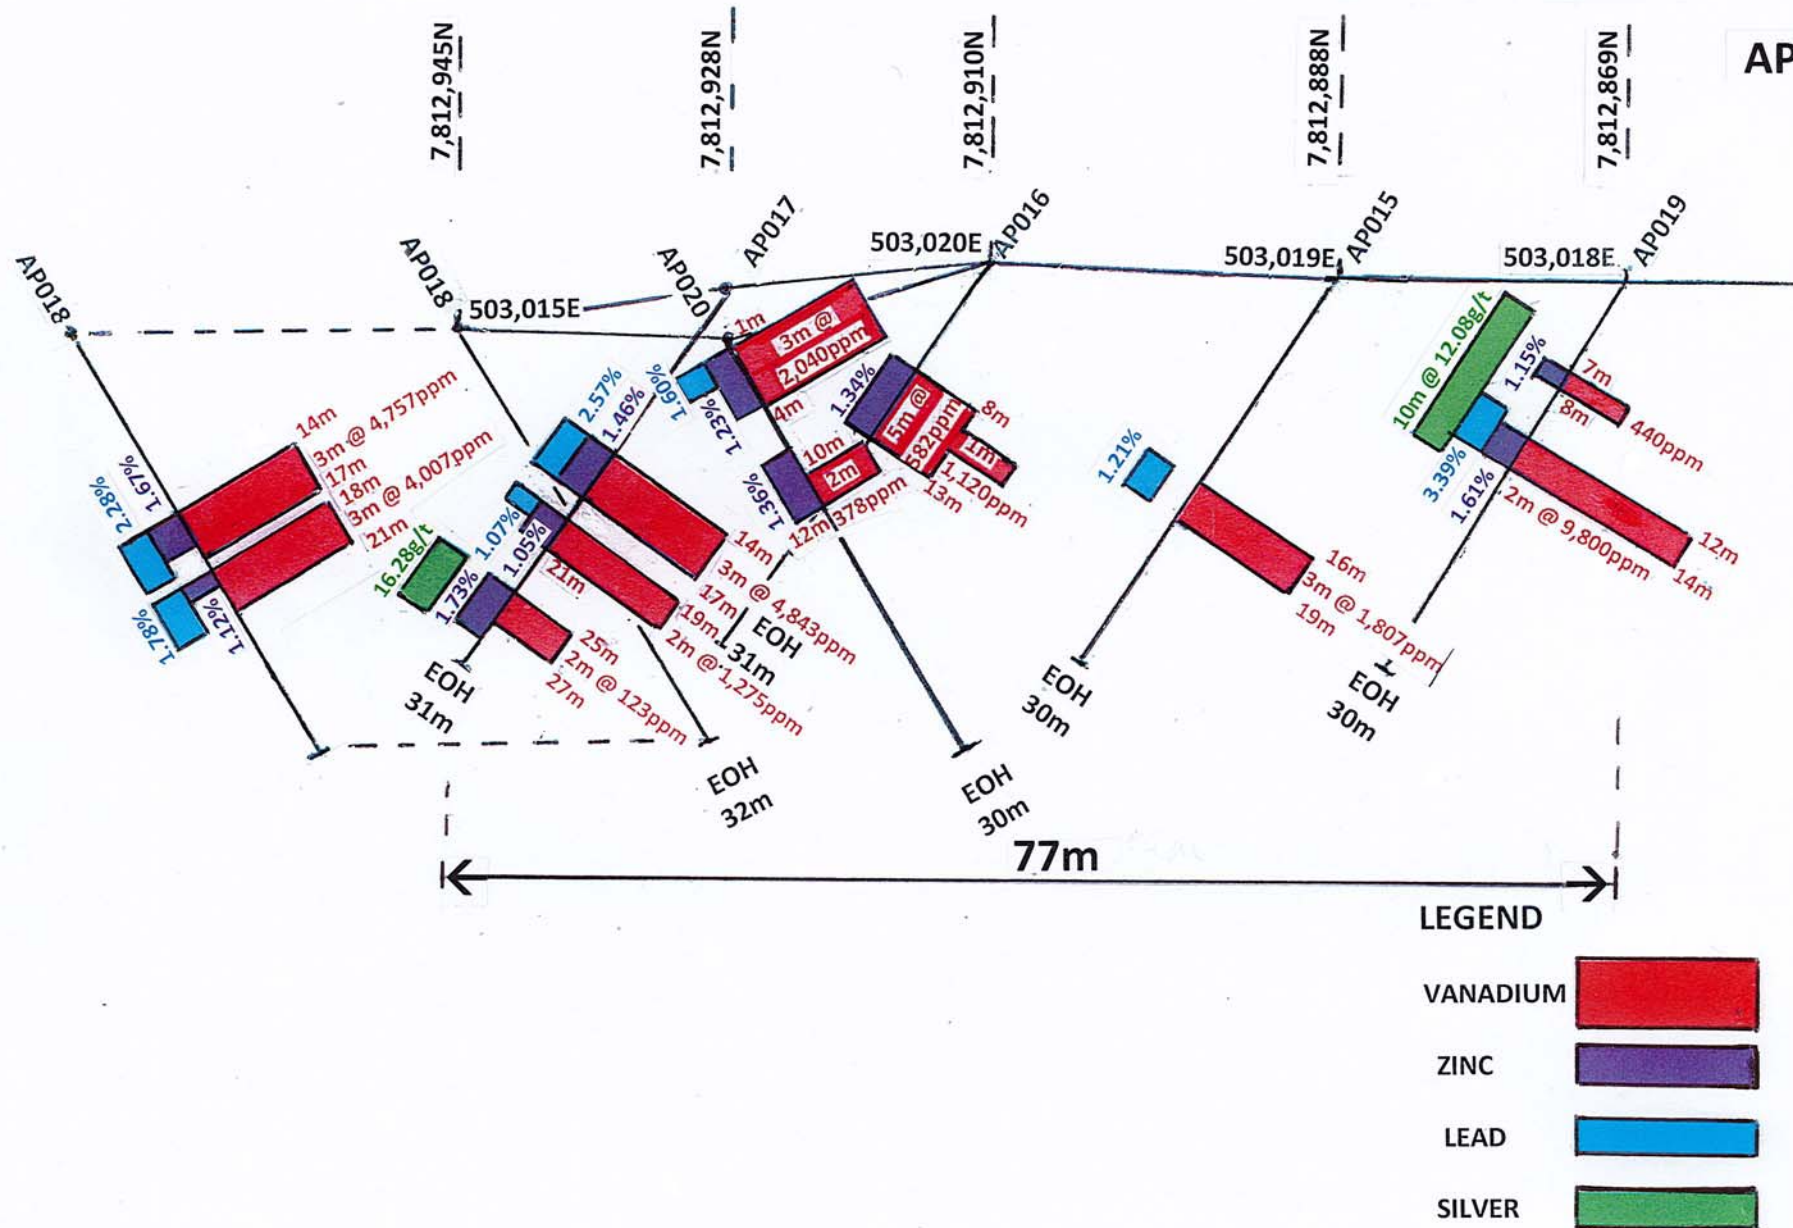 7,812,945N
7,812,928N
7,812,910N
7,812,888N
7,812,869N
AP
AP018
AP018
AP020
AP017
AP016
AP015
AP019
503,015E
503,020E
503,019E
503,018E
2.28%
1.67%
14m
3m @ 4,757ppm
17m
18m
3m @ 4,007ppm
21m
1.78%
1.12%
2.57%
1.46%
1.07%
1.05%
16.28g/t
1.73%
14m
3m @ 4,843ppm
17m
19m
2m @ 1,275ppm
21m
25m
2m @ 123ppm
27m
EOH
31m
EOH
32m
1.60%
1.23%
1m
3m @
2,040ppm
4m
1.36%
10m
2m
378ppm
12m
EOH
30m
1.34%
8m
5m @
582ppm
1m
1,120ppm
13m
EOH
31m
1.21%
16m
3m @ 1,807ppm
19m
EOH
30m
10m @ 12.08g/t
1.15%
7m
8m
440ppm
3.39%
1.61%
12m
2m @ 9,800ppm
14m
EOH
30m
77m
LEGEND
VANADIUM
ZINC
LEAD
SILVER